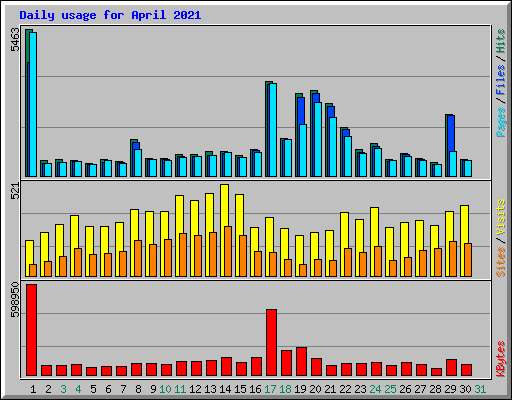 Daily usage for April 2021
5463
Pages / Files / Hits
521
Sites / Visits
598950
KBytes
1 2 3 4 5 6 7 8 9 10 11 12 13 14 15 16 17 18 19 20 21 22 23 24 25 26 27 28 29 30 31